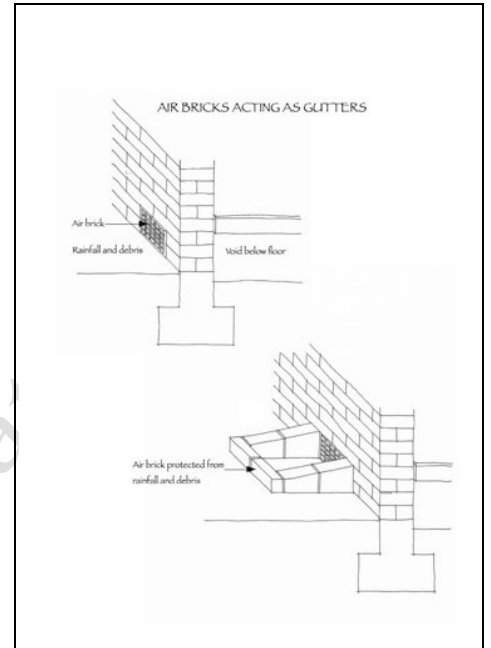 AIR BRICKS ACTING AS GUTTERS
Air brick
Rainfall and debris
Void below floor
Air brick protected from
rainfall and debris